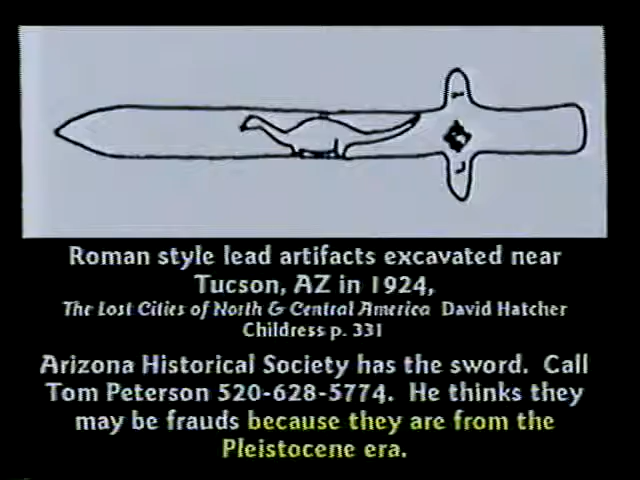 Roman style lead artifacts excavated near
Tucson, AZ in 1924,
The Lost Cities of North & Central America David Hatcher
Childress p. 331
Arizona Historical Society has the sword. Call
Tom Peterson 520-628-5774. He thinks they
may be frauds because they are from the
Pleistocene era.